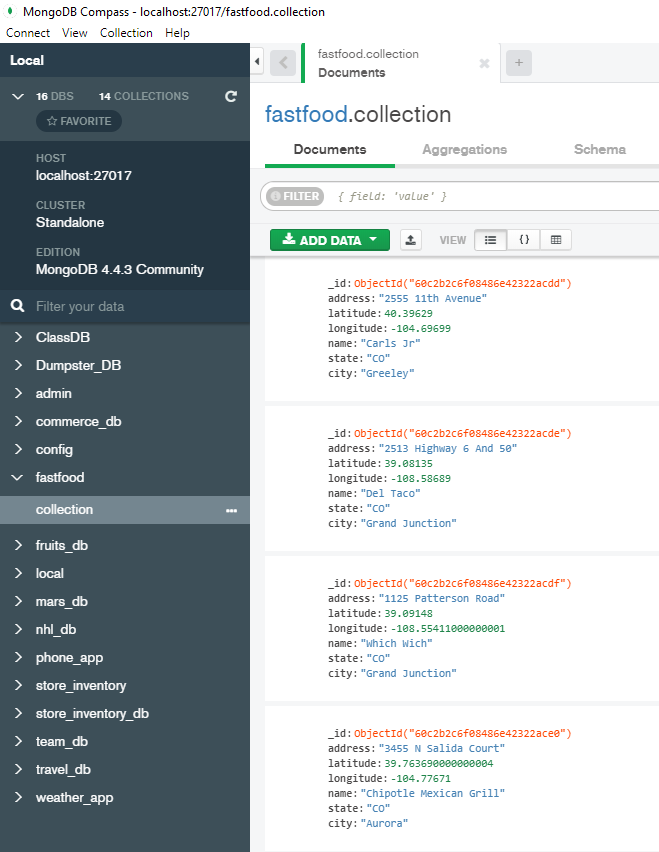 MongoDB Compass - localhost:27017/fastfood.collection
Connect View Collection Help
Local
16 DBS 14 COLLECTIONS
FAVORITE
HOST
localhost:27017
CLUSTER
Standalone
EDITION
MongoDB 4.4.3 Community
Filter your data
ClassDB
Dumpster_DB
admin
commerce_db
config
fastfood
collection
fruits_db
local
mars_db
nhl_db
phone_app
store_inventory
store_inventory_db
team_db
travel_db
weather_app
fastfood.collection
Documents
fastfood.collection
Documents Aggregations Schema
FILTER { field: 'value' }
ADD DATA VIEW {}
_id: ObjectId("60c2b2c6f08486e42322acdd")
address: "2555 11th Avenue"
latitude: 40.39629
longitude: -104.69699
name: "Carls Jr"
state: "CO"
city: "Greeley"
_id: ObjectId("60c2b2c6f08486e42322acde")
address: "2513 Highway 6 And 50"
latitude: 39.08135
longitude: -108.58689
name: "Del Taco"
state: "CO"
city: "Grand Junction"
_id: ObjectId("60c2b2c6f08486e42322acdf")
address: "1125 Patterson Road"
latitude: 39.09148
longitude: -108.55411000000001
name: "Which Wich"
state: "CO"
city: "Grand Junction"
_id: ObjectId("60c2b2c6f08486e42322ace0")
address: "3455 N Salida Court"
latitude: 39.763690000000004
longitude: -104.77671
name: "Chipotle Mexican Grill"
state: "CO"
city: "Aurora"